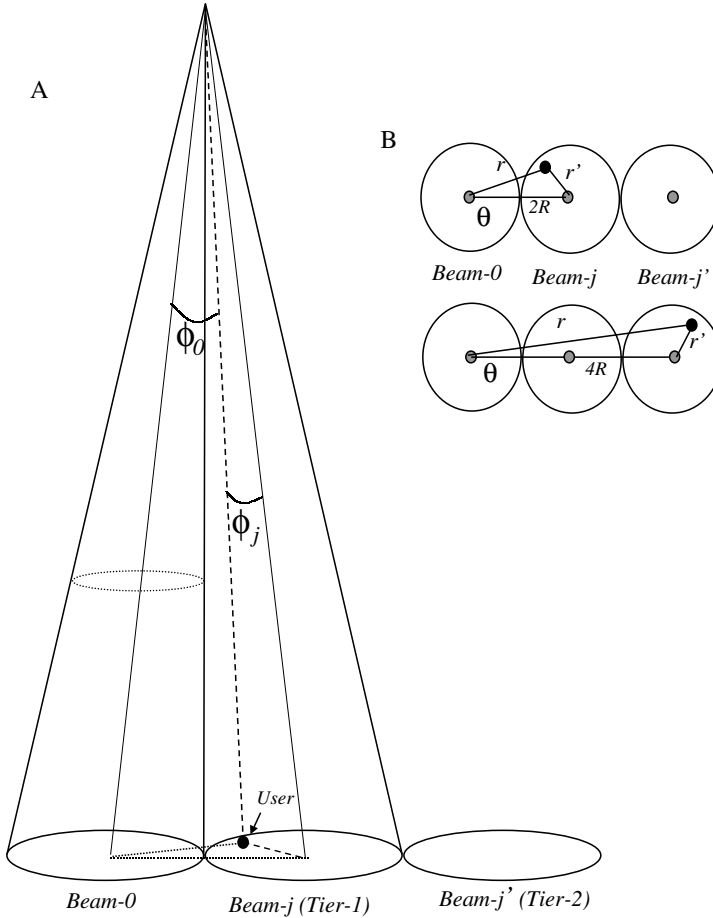 A
ϕ0
ϕj
User
Beam-0
Beam-j (Tier-1)
Beam-j' (Tier-2)
B
r
r'
θ
2R
Beam-0
Beam-j
Beam-j'
r
r'
θ
4R